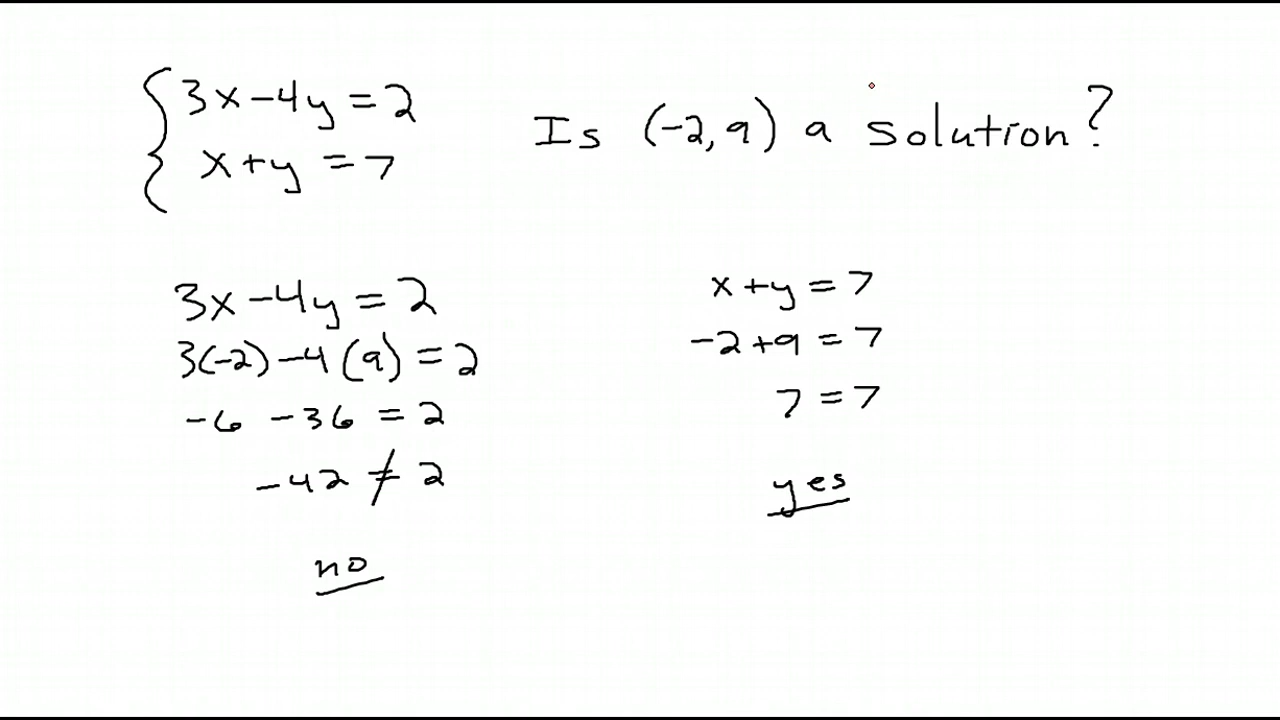 3x-4y=2
x+y=7
Is (-2,9) a solution?
3x-4y=2
3(-2)-4(9)=2
-6 -36 = 2
-42 ≠ 2
no
x+y=7
-2+9=7
7=7
yes